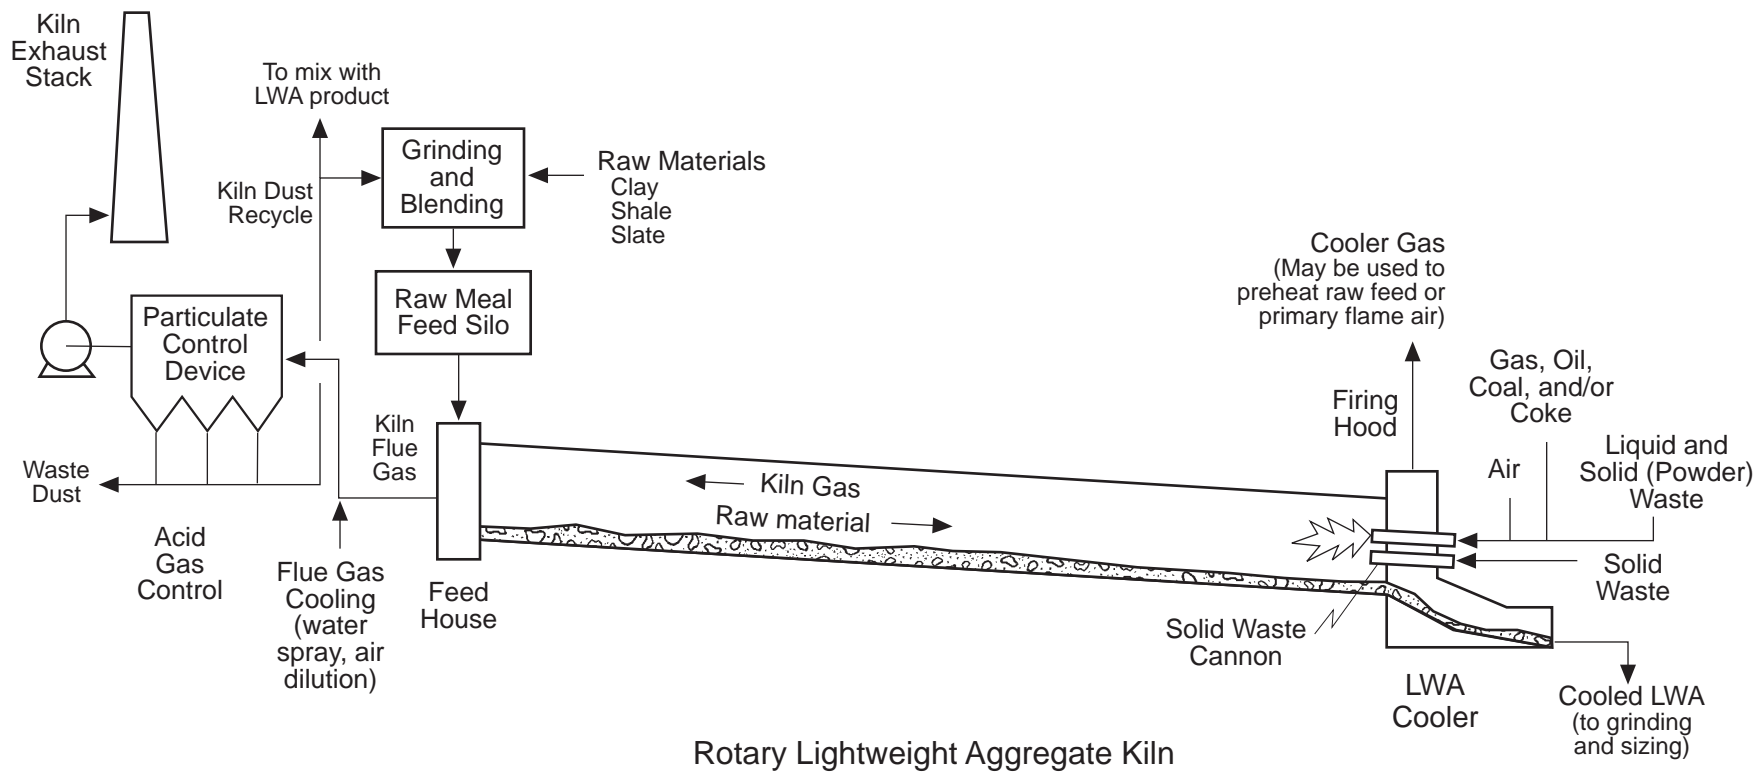 Kiln
Exhaust
Stack
To mix with
LWA product
Kiln Dust
Recycle
Grinding
and
Blending
Raw Materials
Clay
Shale
Slate
Raw Meal
Feed Silo
Particulate
Control
Device
Waste
Dust
Acid
Gas
Control
Kiln
Flue
Gas
Flue Gas
Cooling
(water
spray, air
dilution)
Feed
House
Kiln Gas
Raw material
Cooler Gas
(May be used to
preheat raw feed or
primary flame air)
Firing
Hood
Gas, Oil,
Coal, and/or
Coke
Air
Liquid and
Solid (Powder)
Waste
Solid
Waste
Solid Waste
Cannon
LWA
Cooler
Cooled LWA
(to grinding
and sizing)
Rotary Lightweight Aggregate Kiln